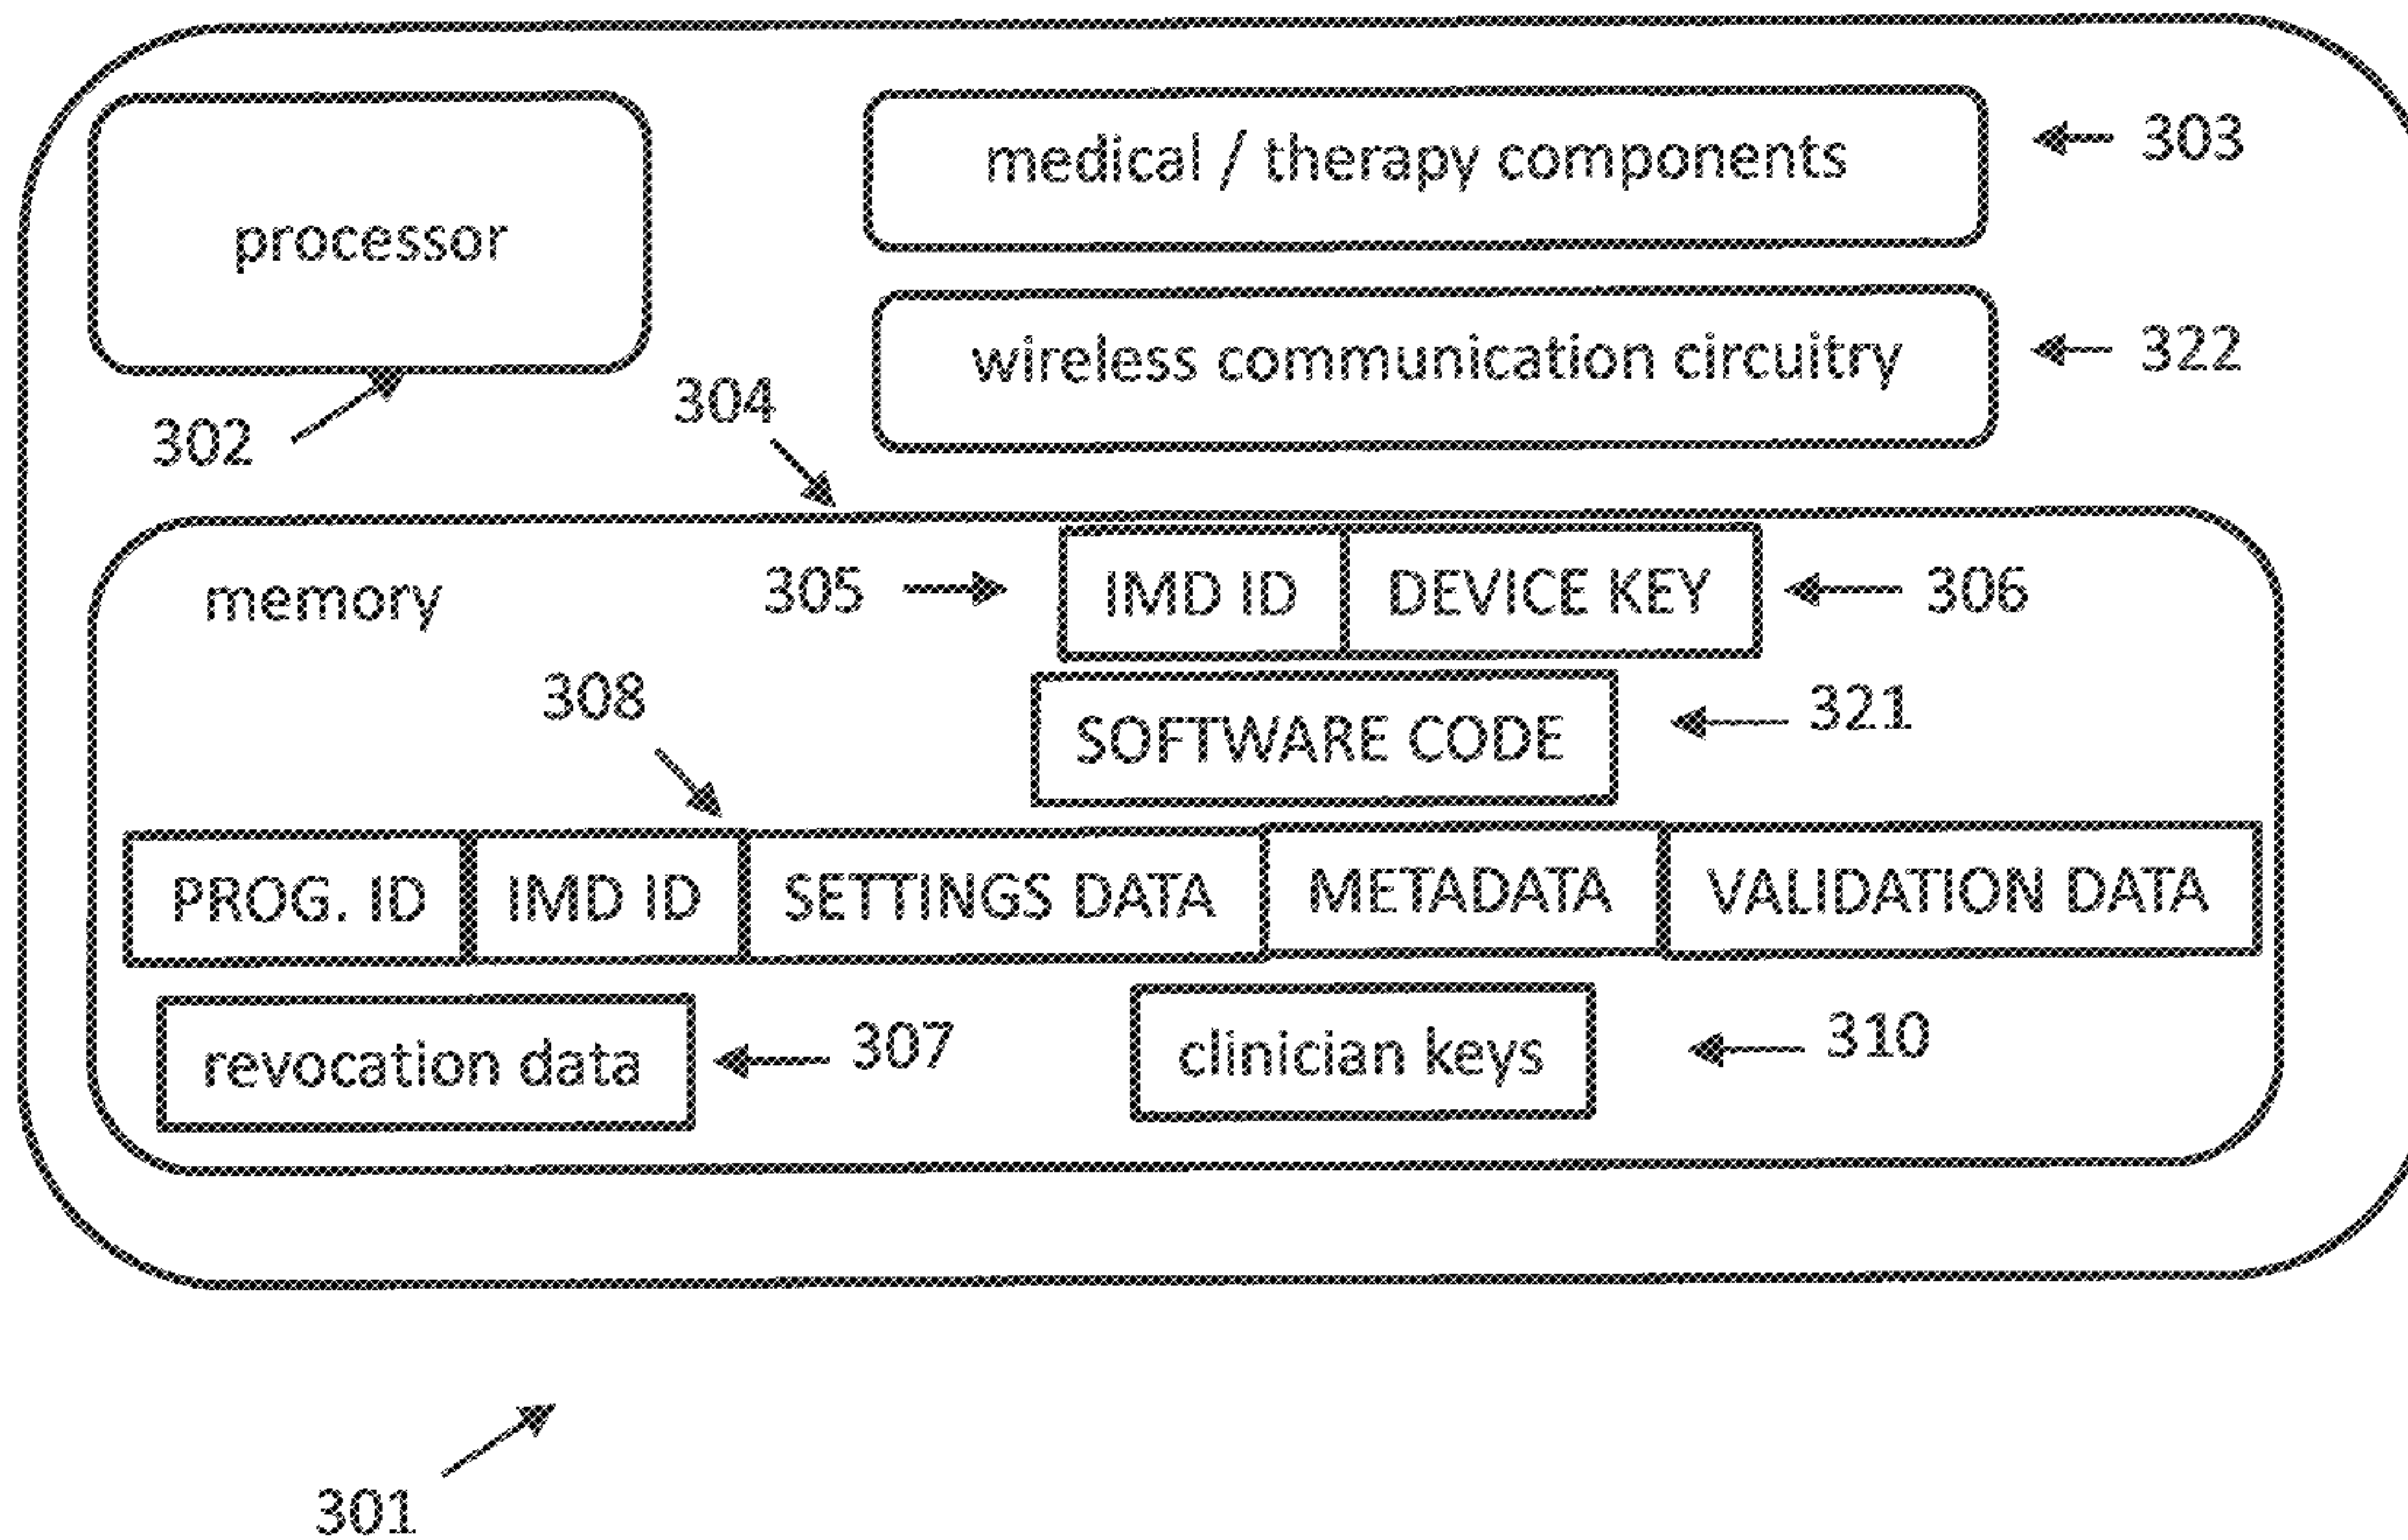 medical / therapy components
303
processor
wireless communication circuitry
322
304
302
memory
305
IMD ID
DEVICE KEY
306
308
SOFTWARE CODE
321
PROG. ID
IMD ID
SETTINGS DATA
METADATA
VALIDATION DATA
revocation data
307
clinician keys
310
301